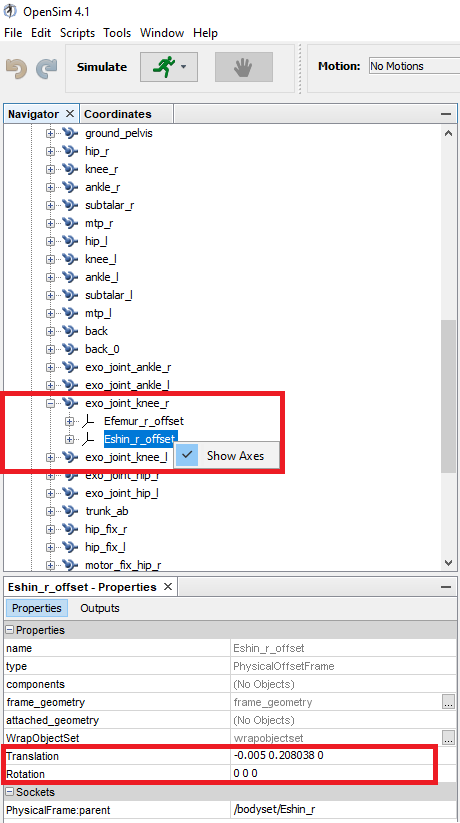 OpenSim 4.1
File Edit Scripts Tools Window Help
Simulate Motion: No Motions
Navigator Coordinates
ground_pelvis
hip_r
knee_r
ankle_r
subtalar_r
mtp_r
hip_l
knee_l
ankle_l
subtalar_l
mtp_l
back
back_0
exo_joint_ankle_r
exo_joint_ankle_l
exo_joint_knee_r
Efemur_r_offset
Eshin_r_offset
Show Axes
exo_joint_knee_l
exo_joint_hip_r
exo_joint_hip_l
trunk_ab
hip_fix_r
hip_fix_l
motor_fix_hip_r
Eshin_r_offset - Properties
Properties Outputs
Properties
name Eshin_r_offset
type PhysicalOffsetFrame
components (No Objects)
frame_geometry frame_geometry ...
attached_geometry (No Objects)
WrapObjectSet wrapobjectset ...
Translation -0.005 0.208038 0
Rotation 0 0 0
Sockets
PhysicalFrame:parent /bodyset/Eshin_r